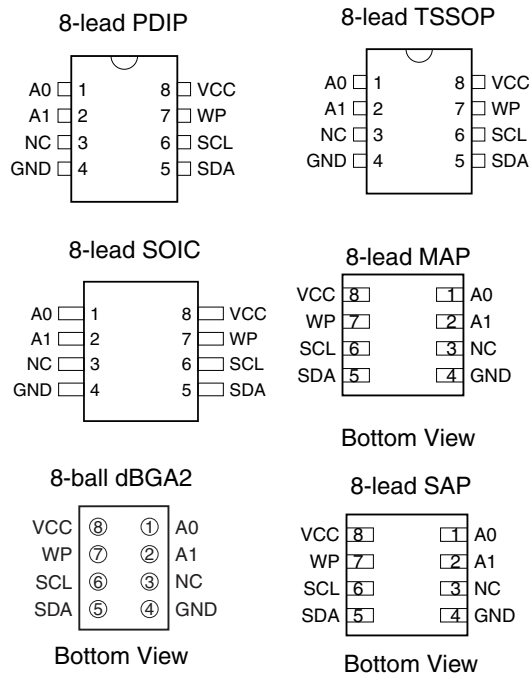 8-lead PDIP
A0 1 8 VCC
A1 2 7 WP
NC 3 6 SCL
GND 4 5 SDA
8-lead TSSOP
A0 1 8 VCC
A1 2 7 WP
NC 3 6 SCL
GND 4 5 SDA
8-lead SOIC
A0 1 8 VCC
A1 2 7 WP
NC 3 6 SCL
GND 4 5 SDA
8-lead MAP
VCC 8 1 A0
WP 7 2 A1
SCL 6 3 NC
SDA 5 4 GND
Bottom View
8-ball dBGA2
VCC 8 1 A0
WP 7 2 A1
SCL 6 3 NC
SDA 5 4 GND
Bottom View
8-lead SAP
VCC 8 1 A0
WP 7 2 A1
SCL 6 3 NC
SDA 5 4 GND
Bottom View